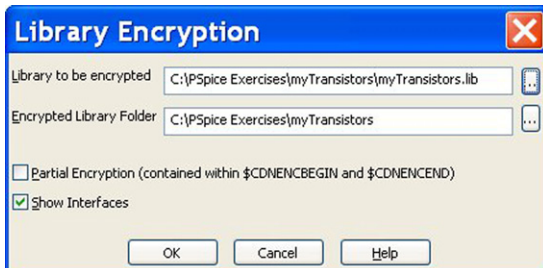 Library Encryption
Library to be encrypted C:\PSpice Exercises\myTransistors\myTransistors.lib ..
Encrypted Library Folder C:\PSpice Exercises\myTransistors ...
Partial Encryption (contained within $CDNENCBEGIN and $CDNENCEND)
Show Interfaces
OK Cancel Help